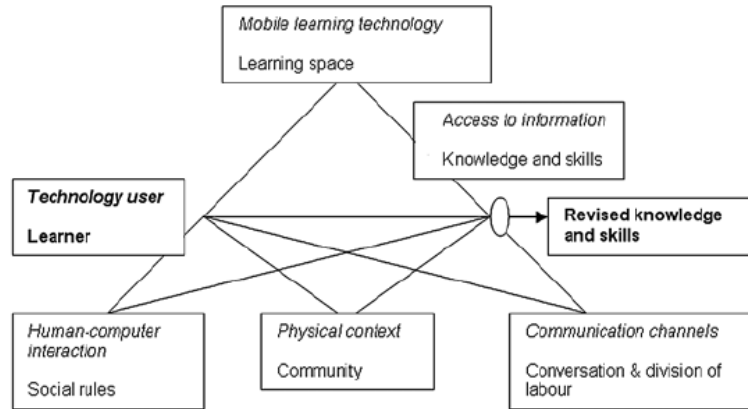 Mobile learning technology
Learning space
Access to information
Knowledge and skills
Technology user
Learner
Revised knowledge
and skills
Human-computer
interaction
Social rules
Physical context
Community
Communication channels
Conversation & division of
labour